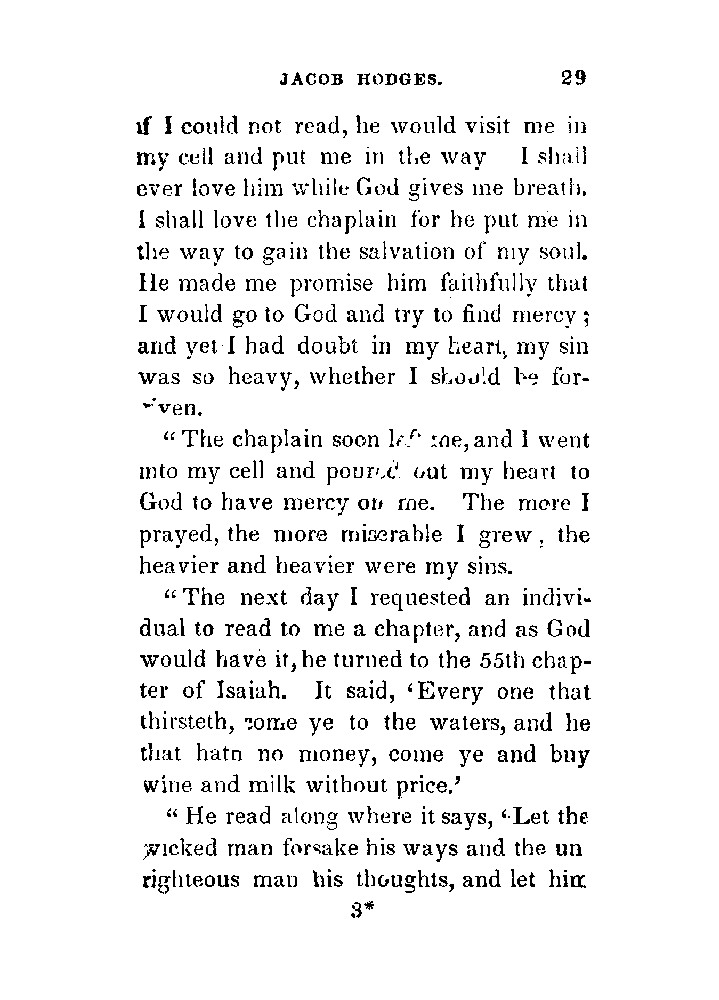 JACOB HODGES. 29
if I could not read, he would visit me in
my cell and put me in the way I shall
ever love him while God gives me breath.
I shall love the chaplain for he put me in
the way to gain the salvation of my soul.
He made me promise him faithfully that
I would go to God and try to find mercy;
and yet I had doubt in my heart, my sin
was so heavy, whether I should be for-
ven.
“ The chaplain soon left me, and I went
into my cell and poured out my heart to
God to have mercy on me. The more I
prayed, the more miserable I grew, the
heavier and heavier were my sins.
“ The next day I requested an indivi-
dual to read to me a chapter, and as God
would have it, he turned to the 55th chap-
ter of Isaiah. It said, ‘Every one that
thirsteth, come ye to the waters, and he
that hath no money, come ye and buy
wine and milk without price.’
“ He read along where it says, ‘Let the
wicked man forsake his ways and the un
righteous man his thoughts, and let him
3*